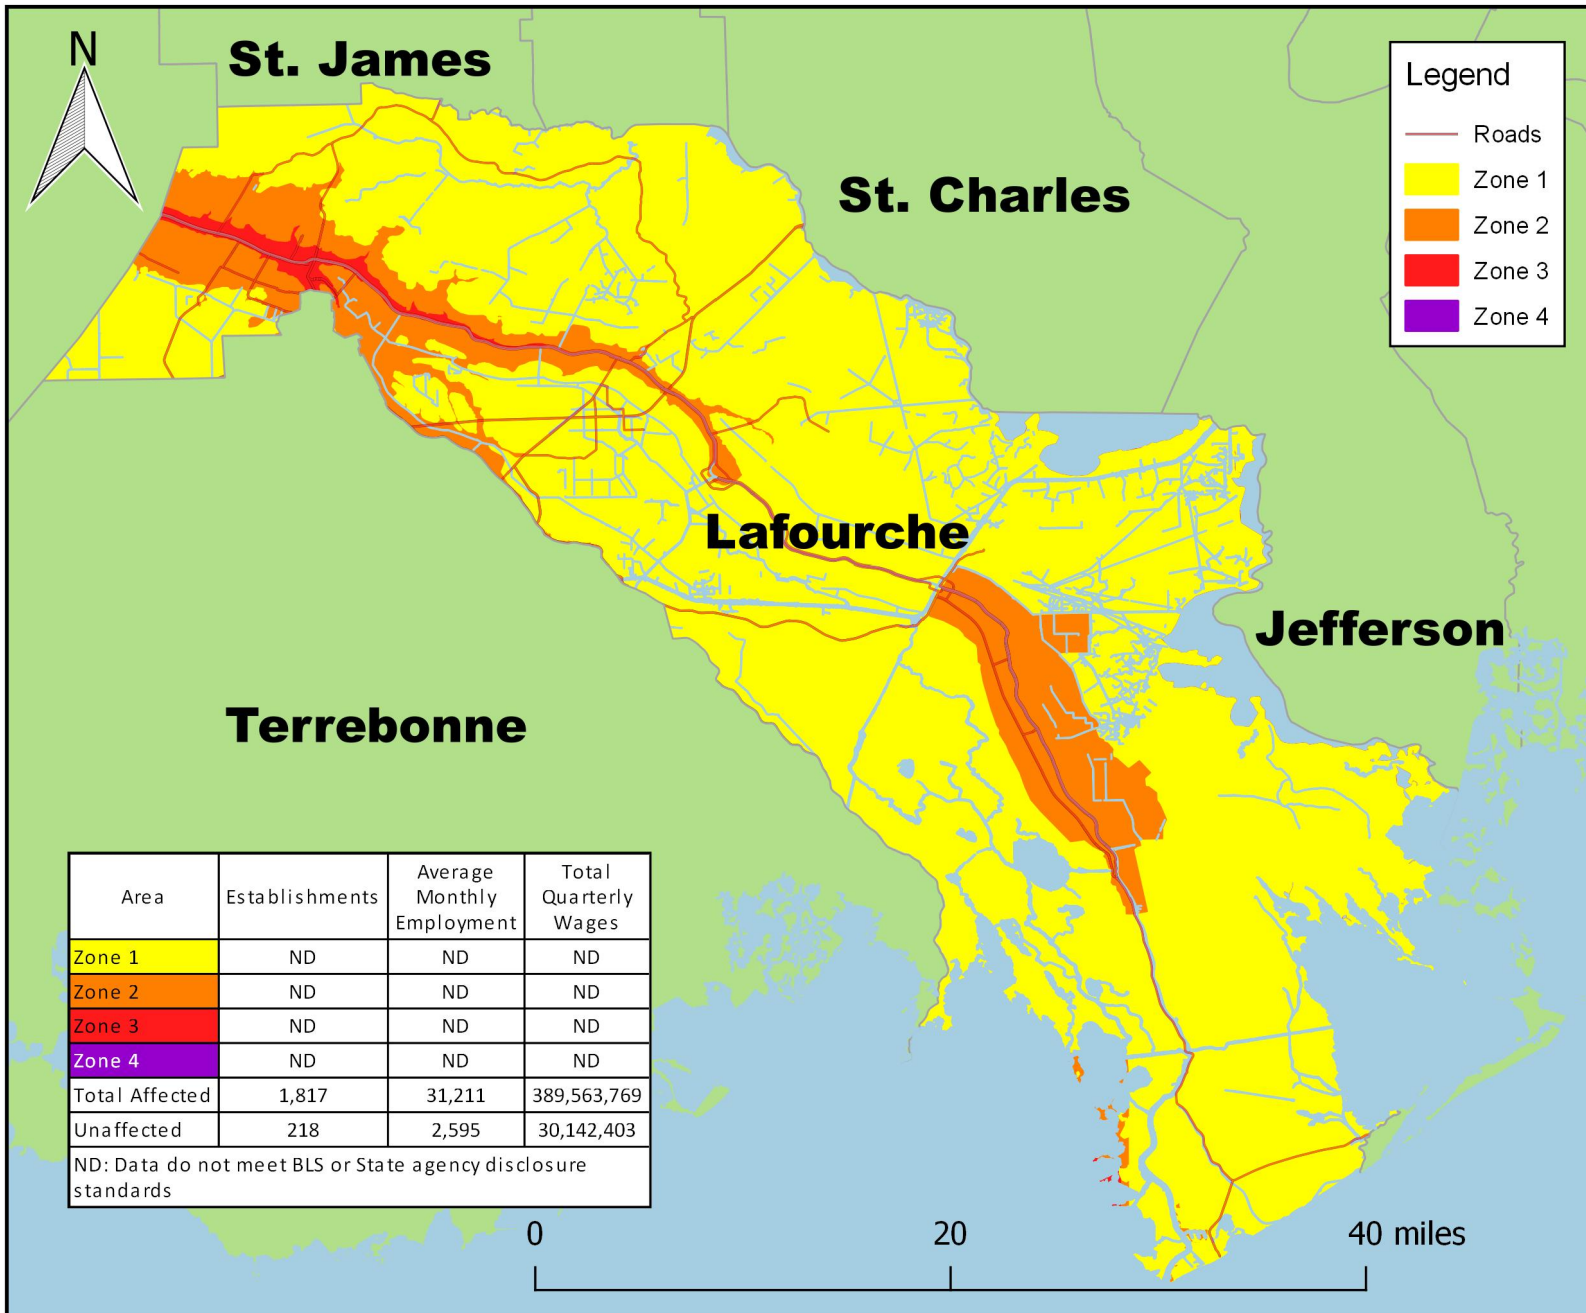 N
St. James
St. Charles
Lafourche
Jefferson
Terrebonne
Legend
Roads
Zone 1
Zone 2
Zone 3
Zone 4
Area Establishments Average Monthly Employment Total Quarterly Wages
Zone 1 ND ND ND
Zone 2 ND ND ND
Zone 3 ND ND ND
Zone 4 ND ND ND
Total Affected 1,817 31,211 389,563,769
Unaffected 218 2,595 30,142,403
ND: Data do not meet BLS or State agency disclosure
standards
0 20 40 miles